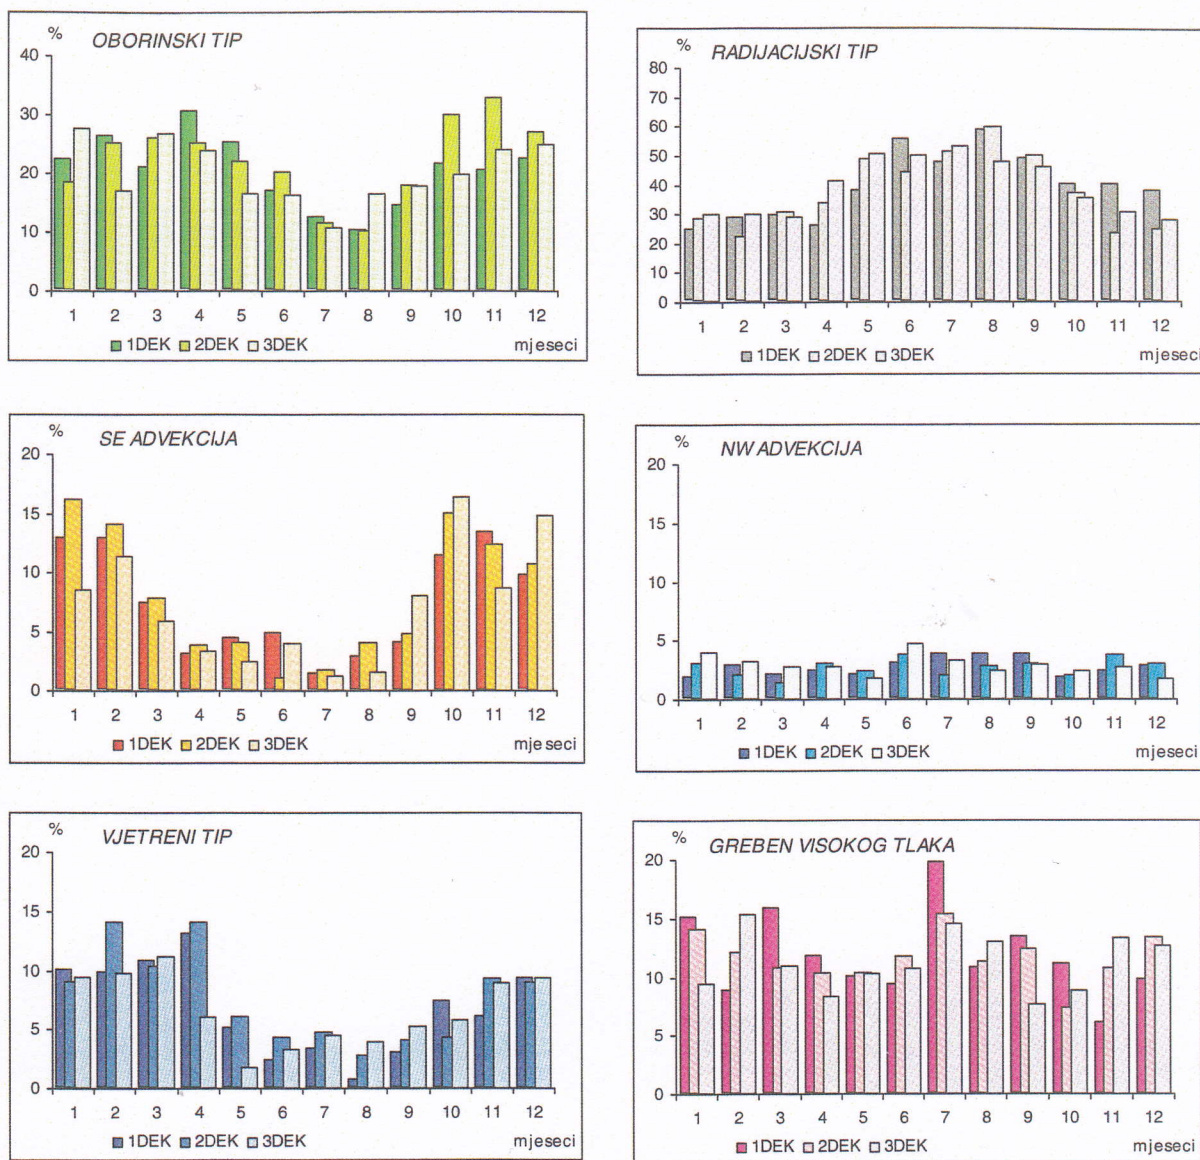 % OBORINSKI TIP
40
30
20
10
0
1 2 3 4 5 6 7 8 9 10 11 12
1DEK 2DEK 3DEK mjeseci
% RADIJACIJSKI TIP
80
70
60
50
40
30
20
10
0
1 2 3 4 5 6 7 8 9 10 11 12
1DEK 2DEK 3DEK mjeseci
% SE ADVEKCIJA
20
15
10
5
0
1 2 3 4 5 6 7 8 9 10 11 12
1DEK 2DEK 3DEK mjeseci
% NW ADVEKCIJA
20
15
10
5
0
1 2 3 4 5 6 7 8 9 10 11 12
1DEK 2DEK 3DEK mjeseci
% VJETRENI TIP
20
15
10
5
0
1 2 3 4 5 6 7 8 9 10 11 12
1DEK 2DEK 3DEK mjeseci
% GREBEN VISOKOG TLAKA
20
15
10
5
0
1 2 3 4 5 6 7 8 9 10 11 12
1DEK 2DEK 3DEK mjeseci